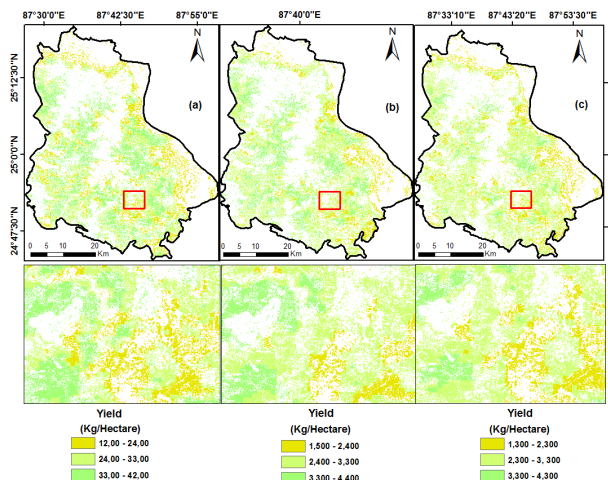 87°30'0"E 87°42'30"E 87°55'0"E
87°40'0"E
87°33'10"E 87°43'20"E 87°53'30"E
25°12'30"N
25°0'0"N
24°47'30"N
N
(a)
0 5 10 20
Km
N
(b)
0 5 10 20
Km
N
(c)
0 5 10 20
Km
Yield
(Kg/Hectare)
12,00 - 24,00
24,00 - 33,00
33,00 - 42,00
Yield
(Kg/Hectare)
1,500 - 2,400
2,400 - 3,300
3,300 - 4,400
Yield
(Kg/Hectare)
1,300 - 2,300
2,300 - 3, 300
3,300 - 4,300